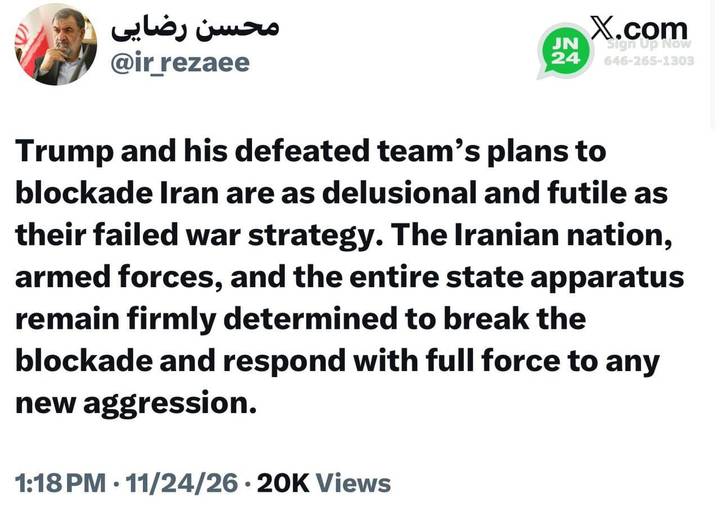 محسن رضایی
@ir_rezaee
X.com
JN
24
Sign Up Now
646-265-1303
Trump and his defeated team’s plans to
blockade Iran are as delusional and futile as
their failed war strategy. The Iranian nation,
armed forces, and the entire state apparatus
remain firmly determined to break the
blockade and respond with full force to any
new aggression.
1:18 PM · 11/24/26 · 20K Views